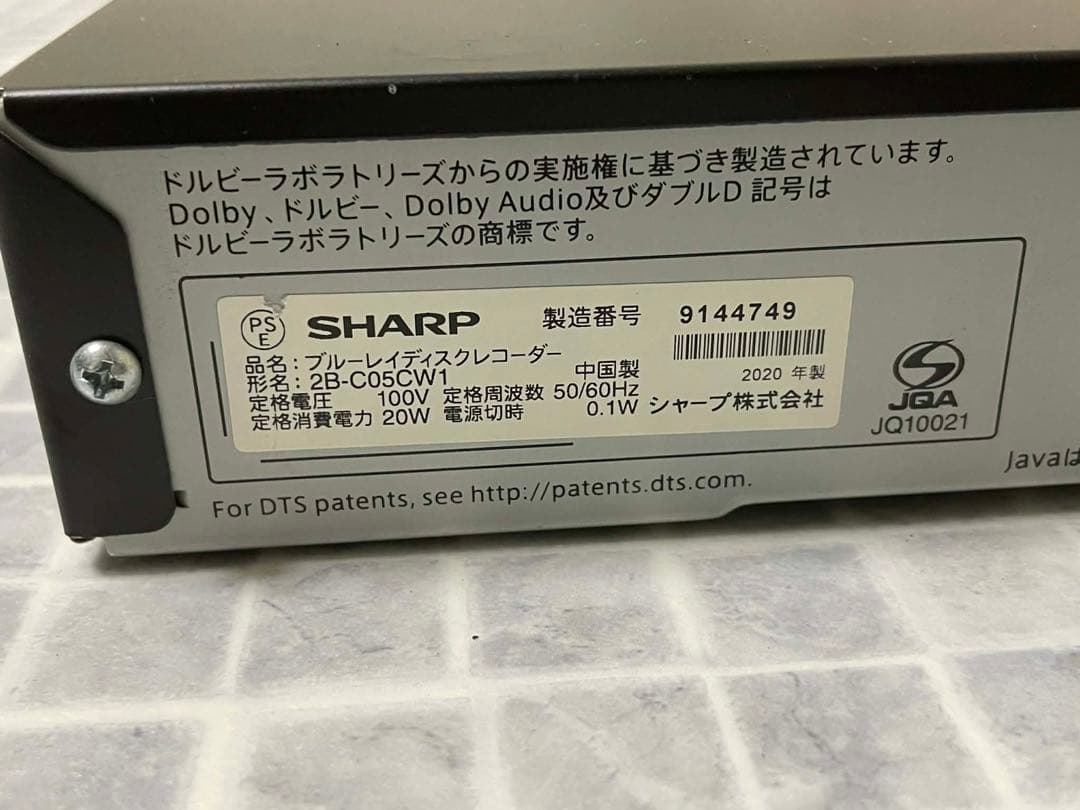 ドルビーラボラトリーズからの実施権に基づき製造されています。
Dolby、ドルビー、Dolby Audio及びダブルD 記号は
ドルビーラボラトリーズの商標です。
PS
E
SHARP 製造番号 9144749
品名：ブルーレイディスクレコーダー
形名：2B-C05CW1 中国製 2020 年製
定格電圧 100V 定格周波数 50/60Hz
定格消費電力 20W 電源切時 0.1W シャープ株式会社
JQA
JQ10021
For DTS patents, see http://patents.dts.com.
Javaは